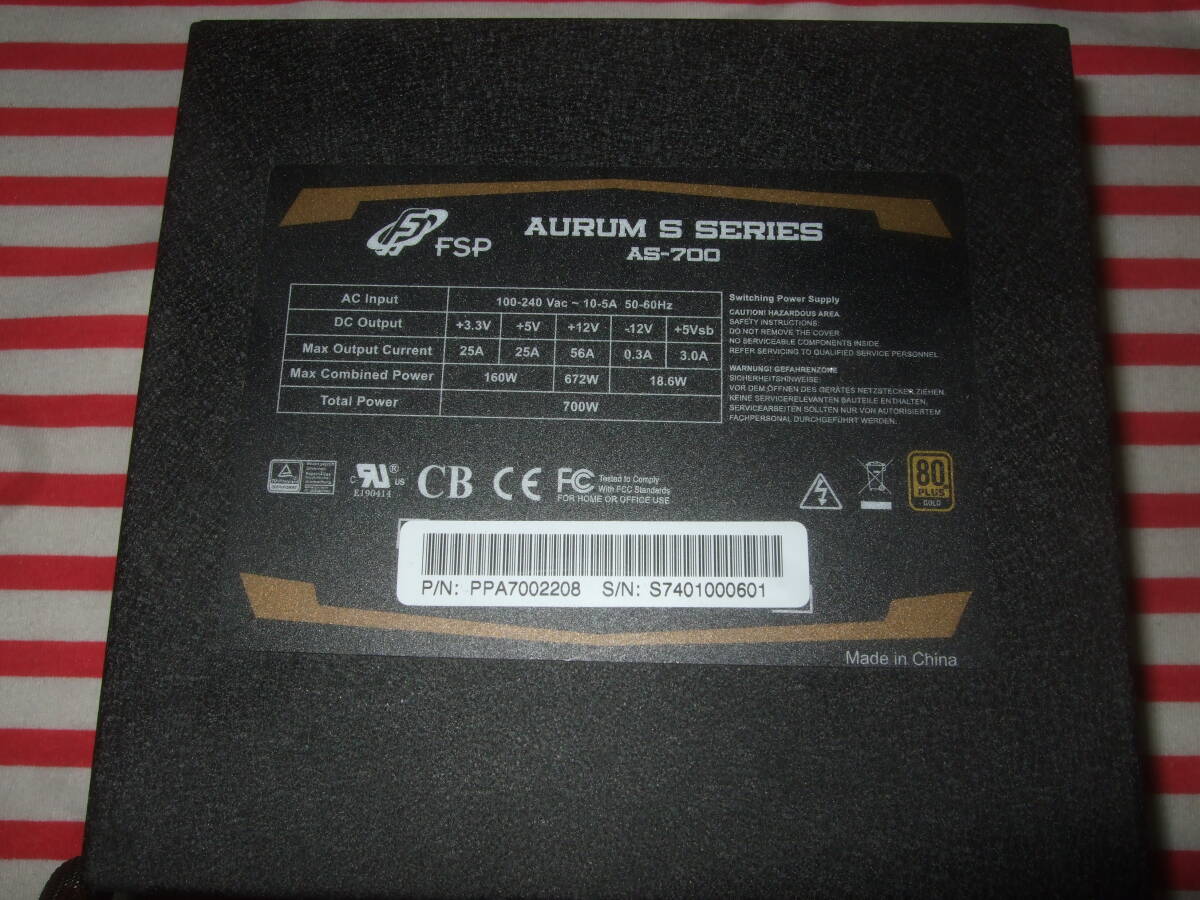 FSP
AURUM S SERIES
AS-700
AC Input 100-240 Vac ~ 10-5A 50-60Hz
DC Output +3.3V +5V +12V -12V +5Vsb
Max Output Current 25A 25A 56A 0.3A 3.0A
Max Combined Power 160W 672W 18.6W
Total Power 700W
Switching Power Supply
CAUTION! HAZARDOUS AREA
SAFETY INSTRUCTIONS:
DO NOT REMOVE THE COVER
NO SERVICEABLE COMPONENTS INSIDE
REFER SERVICING TO QUALIFIED SERVICE PERSONNEL
WARNUNG! GEFAHRENZONE
SICHERHEITSHINWEISE:
VOR DEM ÖFFNEN DES GERÄTES NETZSTECKER ZIEHEN.
KEINE SERVICERELEVANTEN BAUTEILE ENTHALTEN,
SERVICEARBEITEN SOLLTEN NUR VON AUTORISIERTEM
FACHPERSONAL DURCHGEFÜHRT WERDEN.
c RU ® US
E190414
CB CE FC
Tested to Comply
With FCC Standards
FOR HOME OR OFFICE USE
80
PLUS
GOLD
P/N: PPA7002208 S/N: S7401000601
Made in China